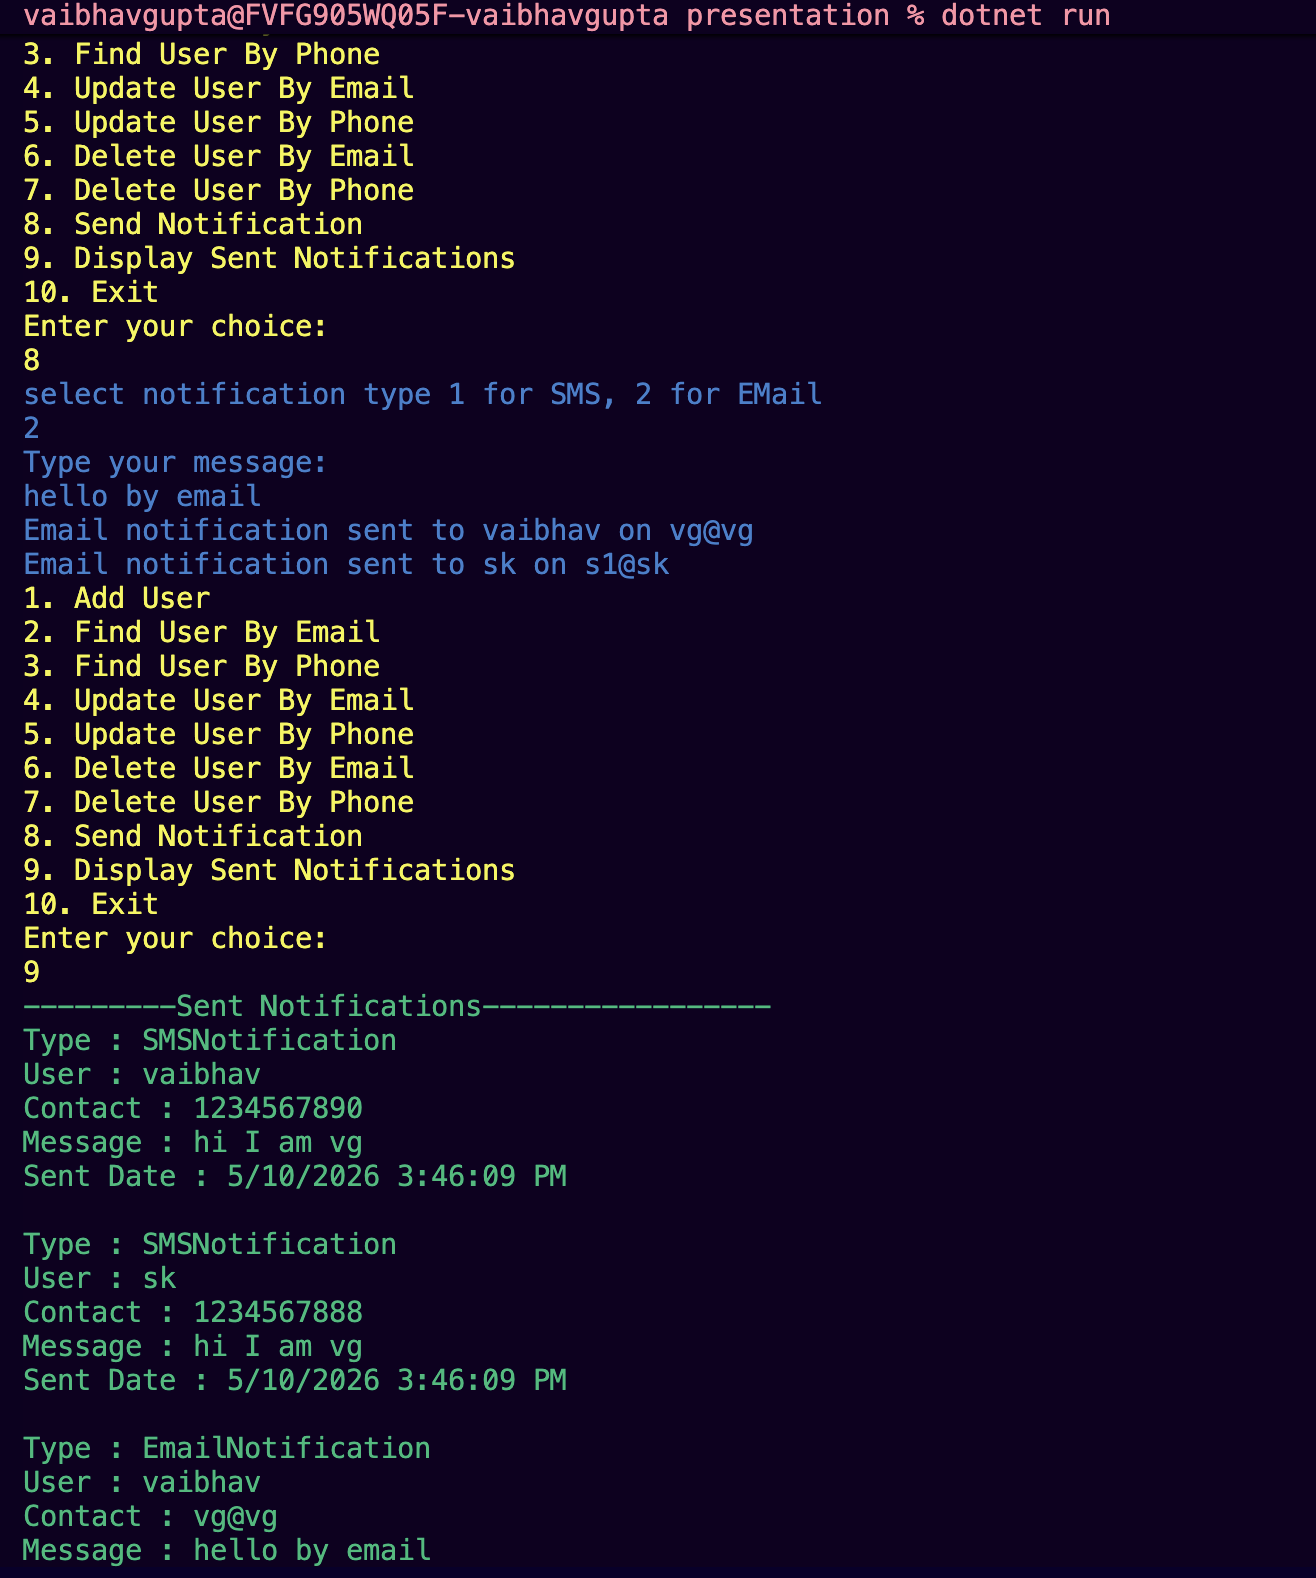 vaibhavgupta@FVFG905WQ05F-vaibhavgupta presentation % dotnet run
3. Find User By Phone
4. Update User By Email
5. Update User By Phone
6. Delete User By Email
7. Delete User By Phone
8. Send Notification
9. Display Sent Notifications
10. Exit
Enter your choice:
8
select notification type 1 for SMS, 2 for EMail
2
Type your message:
hello by email
Email notification sent to vaibhav on vg@vg
Email notification sent to sk on s1@sk
1. Add User
2. Find User By Email
3. Find User By Phone
4. Update User By Email
5. Update User By Phone
6. Delete User By Email
7. Delete User By Phone
8. Send Notification
9. Display Sent Notifications
10. Exit
Enter your choice:
9
---------Sent Notifications-----------------
Type : SMSNotification
User : vaibhav
Contact : 1234567890
Message : hi I am vg
Sent Date : 5/10/2026 3:46:09 PM

Type : SMSNotification
User : sk
Contact : 1234567888
Message : hi I am vg
Sent Date : 5/10/2026 3:46:09 PM

Type : EmailNotification
User : vaibhav
Contact : vg@vg
Message : hello by email